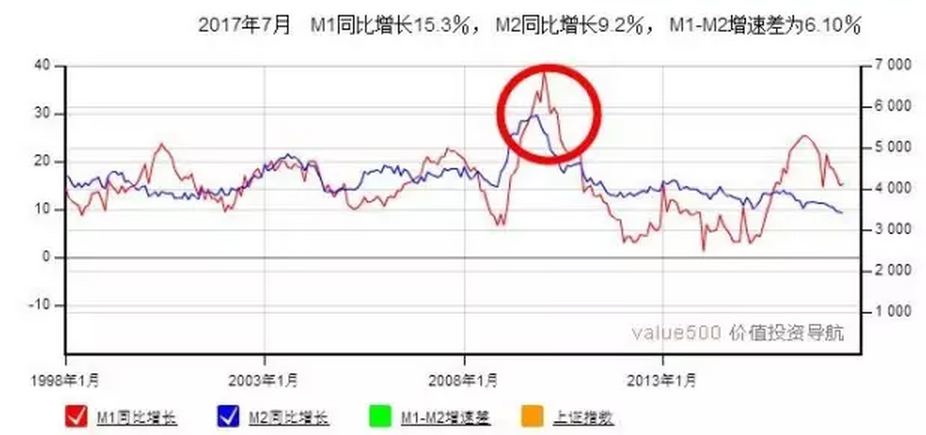 2017年7月 M1同比增长15.3%， M2同比增长9.2%， M1-M2增速差为6.10%
40 7 000
30 6 000
20 5 000
10 4 000
0 3 000
-10 2 000
1 000
value500 价值投资导航
1998年1月 2003年1月 2008年1月 2013年1月
M1同比增长 M2同比增长 M1-M2增速差 上证指数